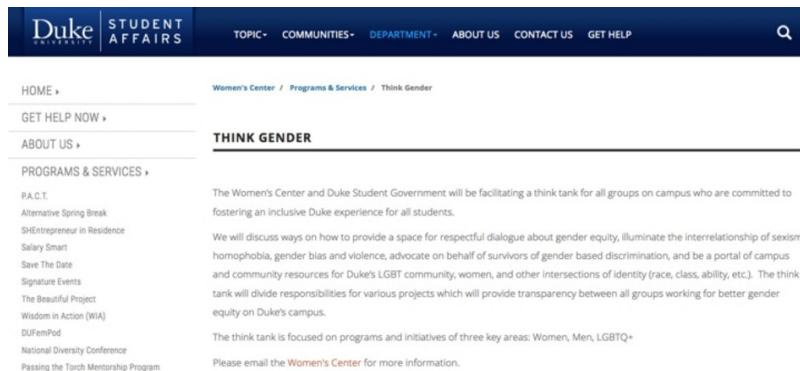 Duke UNIVERSITY STUDENT AFFAIRS
TOPIC COMMUNITIES DEPARTMENT ABOUT US CONTACT US GET HELP
HOME
GET HELP NOW
ABOUT US
PROGRAMS & SERVICES
P.A.C.T.
Alternative Spring Break
SHEntrepreneur in Residence
Salary Smart
Save The Date
Signature Events
The Beautiful Project
Wisdom in Action (WIA)
DUFemPod
National Diversity Conference
Passing the Torch Mentorship Program
Women's Center / Programs & Services / Think Gender
THINK GENDER
The Women's Center and Duke Student Government will be facilitating a think tank for all groups on campus who are committed to
fostering an inclusive Duke experience for all students.
We will discuss ways on how to provide a space for respectful dialogue about gender equity, illuminate the interrelationship of sexism
homophobia, gender bias and violence, advocate on behalf of survivors of gender based discrimination, and be a portal of campus
and community resources for Duke's LGBT community, women, and other intersections of identity (race, class, ability, etc.). The think
tank will divide responsibilities for various projects which will provide transparency between all groups working for better gender
equity on Duke's campus.
The think tank is focused on programs and initiatives of three key areas: Women, Men, LGBTQ+
Please email the Women's Center for more information.